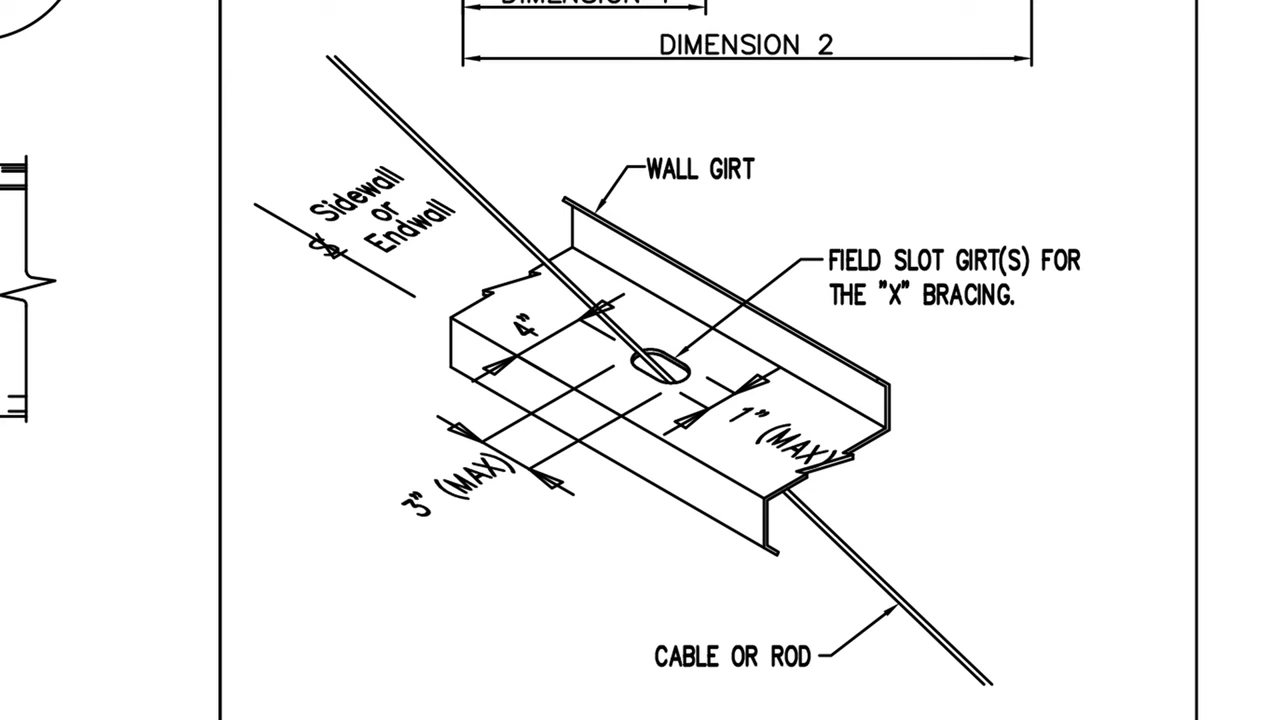 DIMENSION
DIMENSION 2
WALL GIRT
Sidewall
or
Endwall
FIELD SLOT GIRT(S) FOR
THE "X" BRACING.
4"
1" (MAX)
3" (MAX)
CABLE OR ROD